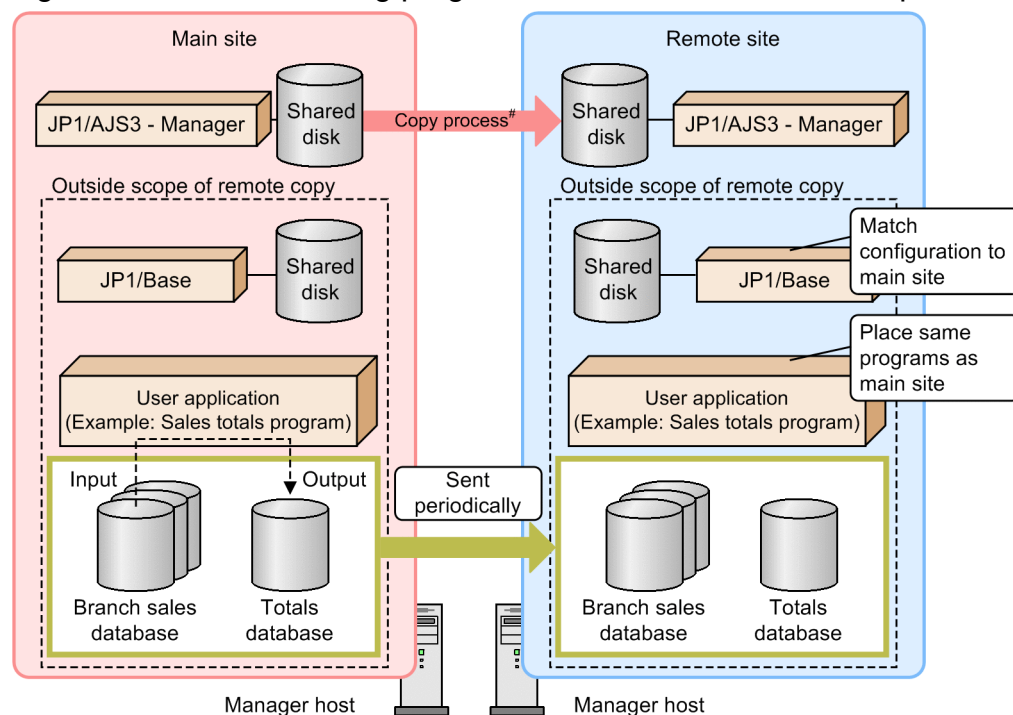 Main site
Remote site
JP1/AJS3 - Manager
Shared
disk
Copy process#
Shared
disk
JP1/AJS3 - Manager
Outside scope of remote copy
Outside scope of remote copy
JP1/Base
Shared
disk
Shared
disk
JP1/Base
Match
configuration to
main site
Place same
programs as
main site
User application
(Example: Sales totals program)
User application
(Example: Sales totals program)
Input
Output
Sent
periodically
Branch sales
database
Totals
database
Branch sales
database
Totals
database
Manager host
Manager host